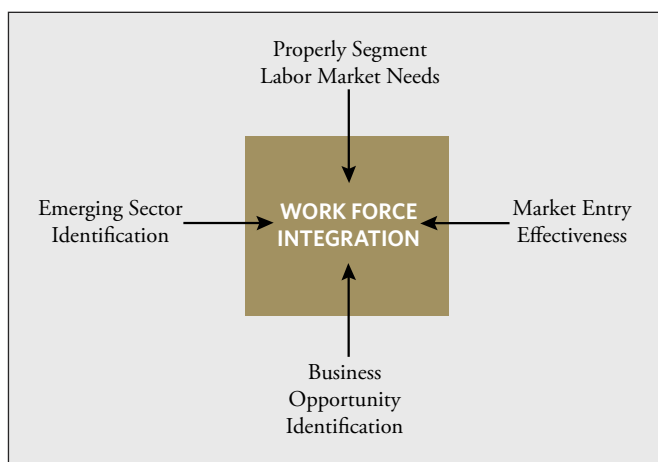 Properly Segment
Labor Market Needs
Emerging Sector
Identification
WORK FORCE
INTEGRATION
Market Entry
Effectiveness
Business
Opportunity
Identification